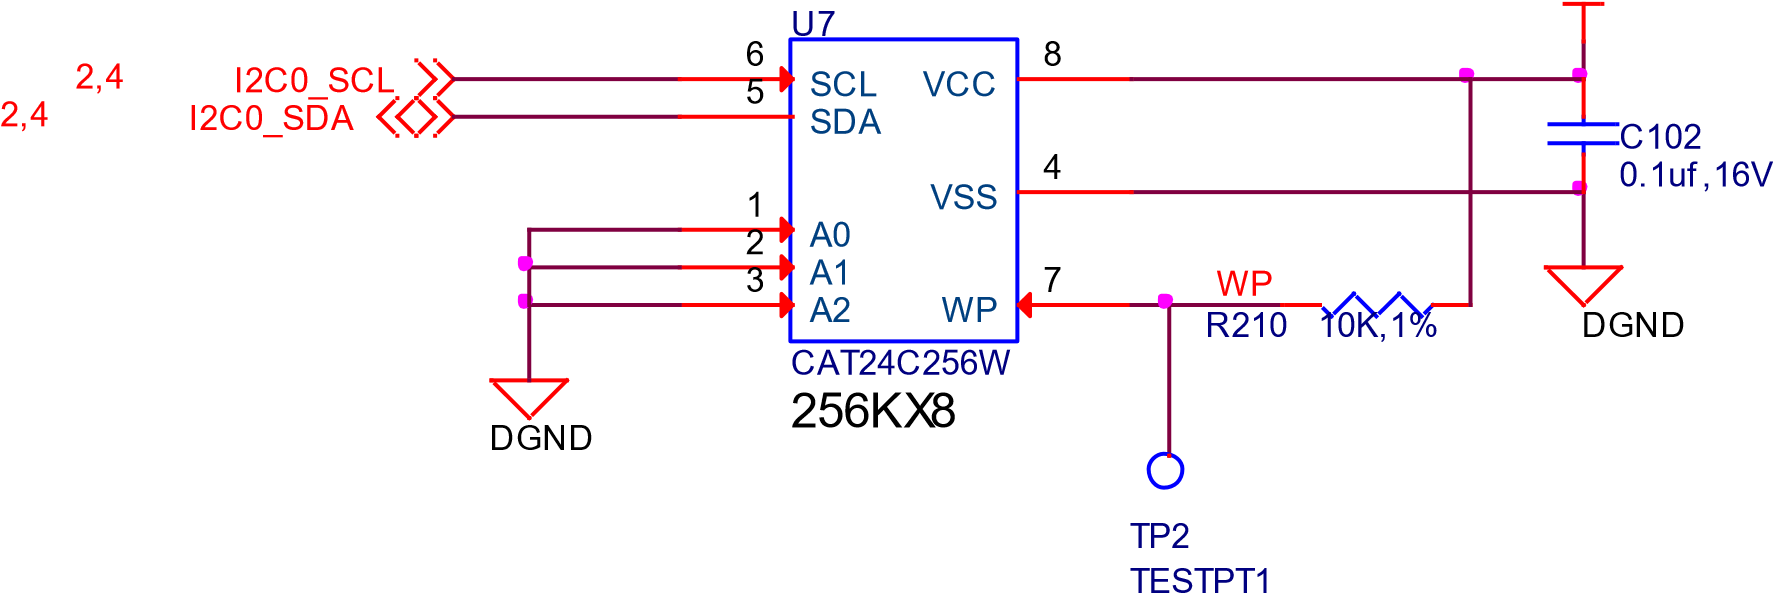 U7
6
8
2,4
I2C0_SCL
SCL
VCC
5
2,4
I2C0_SDA
SDA
C102
0.1uf,16V
4
VSS
1
A0
2
A1
3
7
WP
A2
WP
R210
10K,1%
DGND
CAT24C256W
256KX8
DGND
TP2
TESTPT1